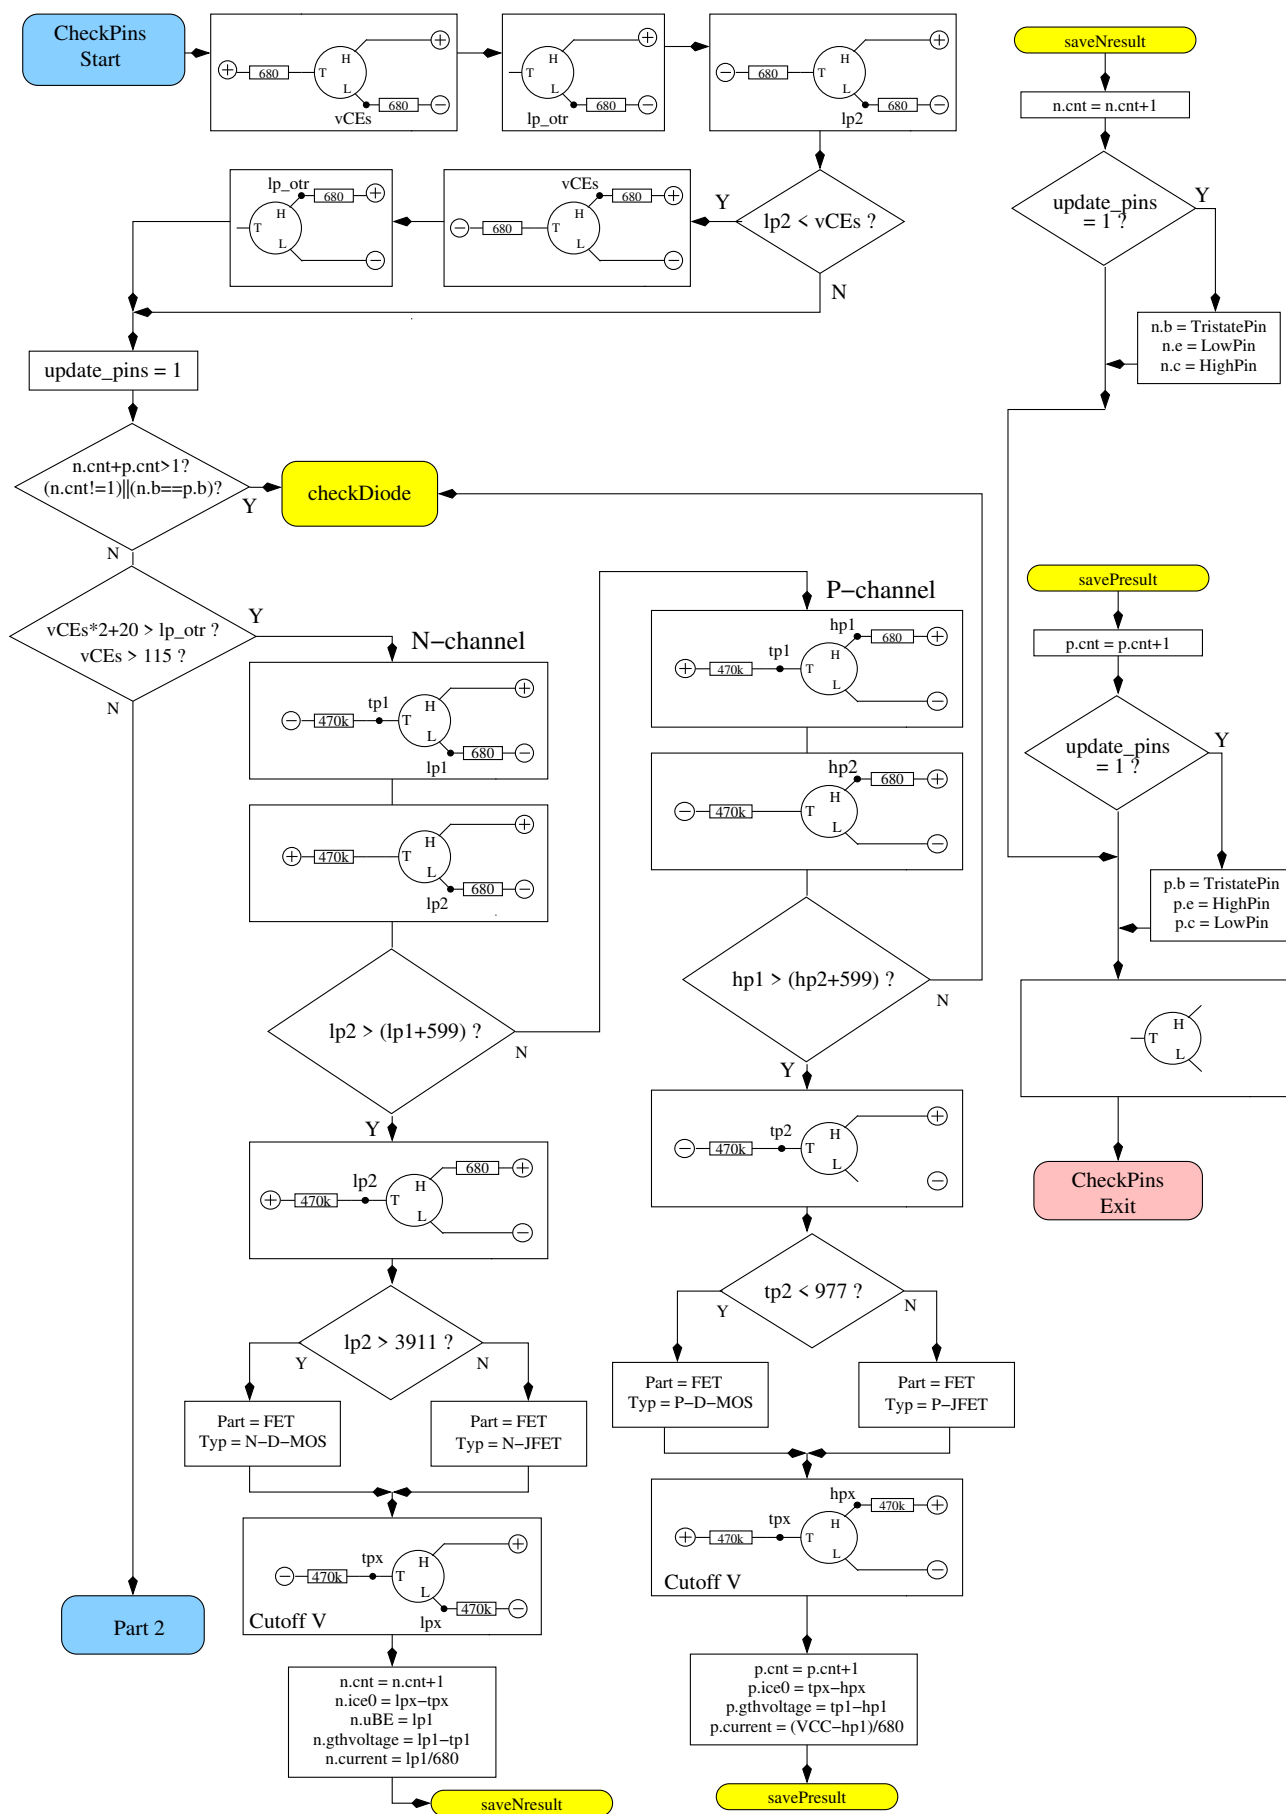 CheckPins
Start
+ 680 T H L + 680 −
vCEs
T H L + 680 −
lp_otr
− 680 T H L + 680 −
lp2
lp2 < vCEs ?
Y
N
vCEs
− 680 T H L 680 + −
lp_otr
T H L 680 + −
update_pins = 1
n.cnt+p.cnt>1?
(n.cnt!=1)||(n.b==p.b)?
Y
N
checkDiode
vCEs*2+20 > lp_otr ?
vCEs > 115 ?
Y
N
Part 2
N−channel
tp1
− 470k T H L + 680 −
lp1
+ 470k T H L + 680 −
lp2
lp2 > (lp1+599) ?
N
Y
lp2
+ 470k T H L 680 + −
lp2 > 3911 ?
Y
N
Part = FET
Typ = N−D−MOS
Part = FET
Typ = N−JFET
tpx
− 470k T H L + 470k −
lpx
Cutoff V
n.cnt = n.cnt+1
n.ice0 = lpx−tpx
n.uBE = lp1
n.gthvoltage = lp1−tp1
n.current = lp1/680
saveNresult
P−channel
hp1
tp1
+ 470k T H L 680 + −
hp2
− 470k T H L 680 + −
hp1 > (hp2+599) ?
N
Y
tp2
− 470k T H L + −
tp2 < 977 ?
Y
N
Part = FET
Typ = P−D−MOS
Part = FET
Typ = P−JFET
hpx
tpx
+ 470k T H L 470k + −
Cutoff V
p.cnt = p.cnt+1
p.ice0 = tpx−hpx
p.gthvoltage = tp1−hp1
p.current = (VCC−hp1)/680
savePresult
saveNresult
n.cnt = n.cnt+1
update_pins
= 1 ?
Y
n.b = TristatePin
n.e = LowPin
n.c = HighPin
savePresult
p.cnt = p.cnt+1
update_pins
= 1 ?
Y
p.b = TristatePin
p.e = HighPin
p.c = LowPin
T H L
CheckPins
Exit